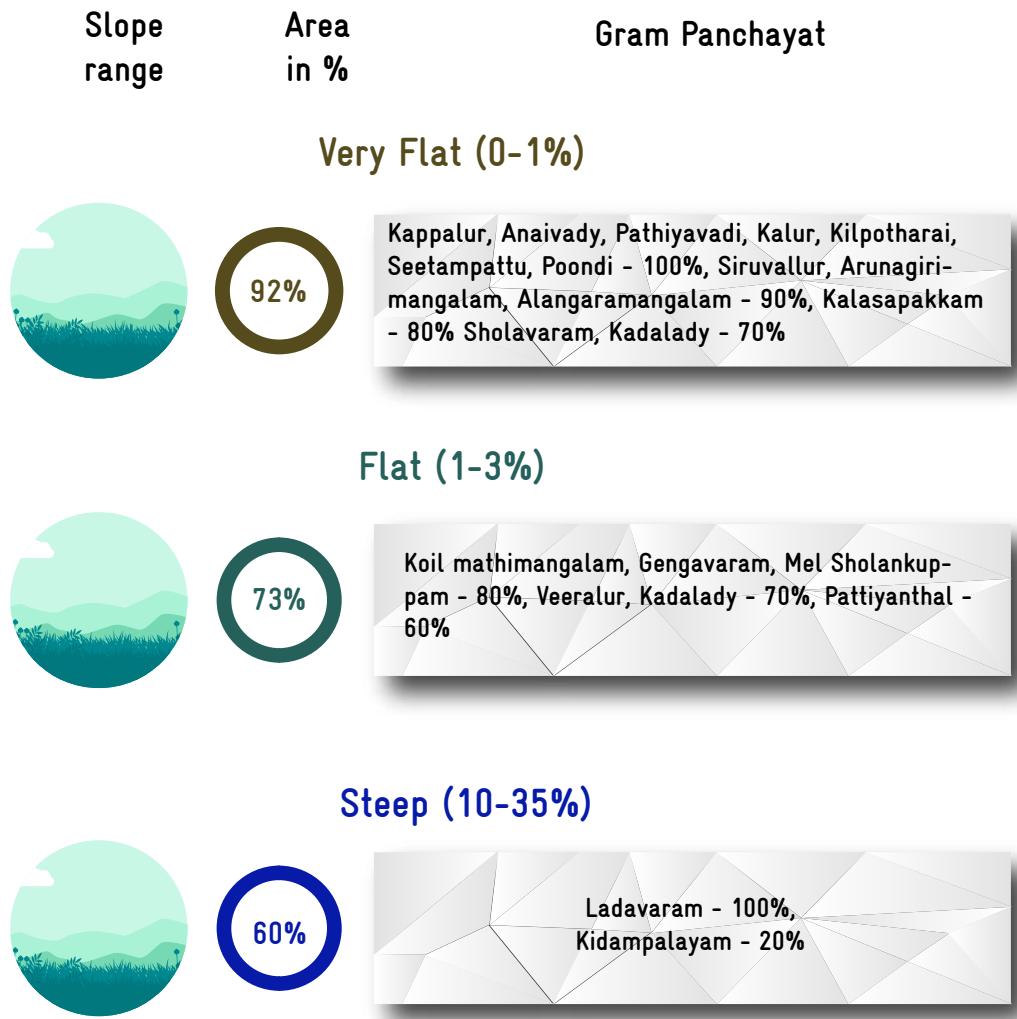 Slope
range
Area
in %
Gram Panchayat
Very Flat (0-1%)
92%
Kappalur, Anaivady, Pathiyavadi, Kalur, Kilpotharai,
Seetampattu, Poondi - 100%, Siruvallur, Arunagiri-
mangalam, Alangaramangalam - 90%, Kalasapakkam
- 80% Sholavaram, Kadalady - 70%
Flat (1-3%)
73%
Koil mathimangalam, Gengavaram, Mel Sholankup-
pam - 80%, Veeralur, Kadalady - 70%, Pattiyanthal -
60%
Steep (10-35%)
60%
Ladavaram - 100%,
Kidampalayam - 20%